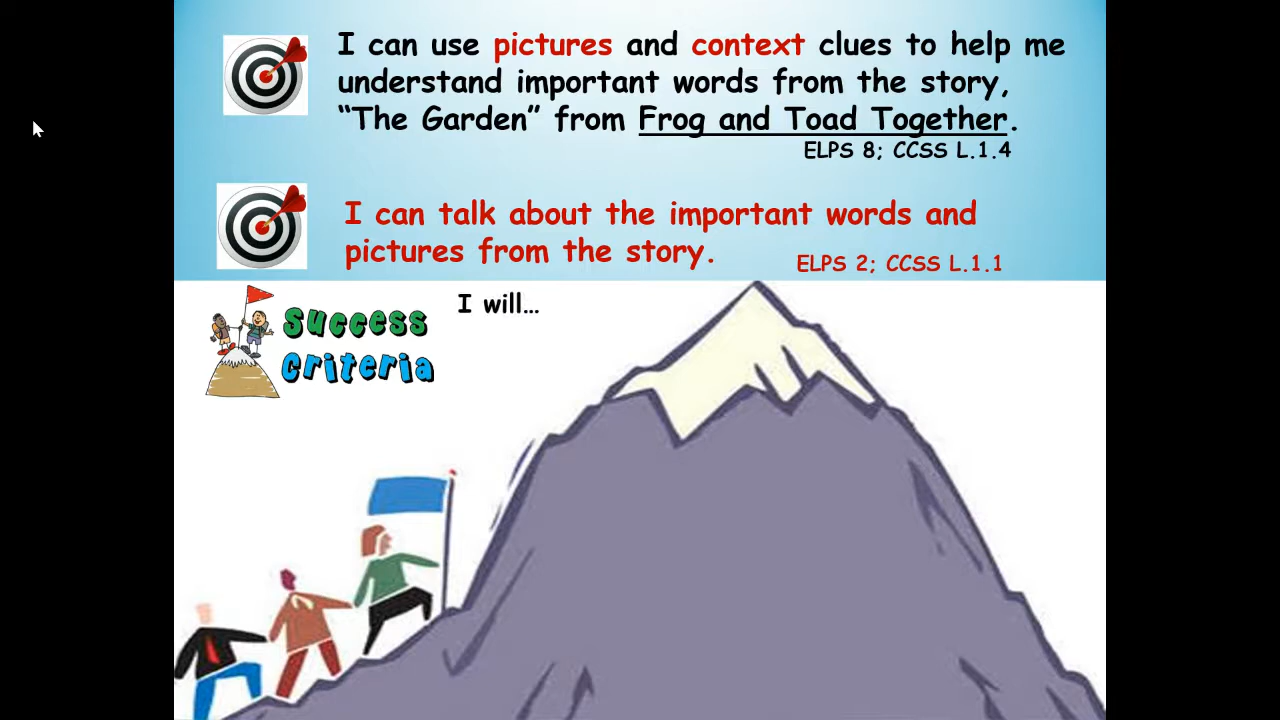 I can use pictures and context clues to help me
understand important words from the story,
“The Garden” from Frog and Toad Together.
ELPS 8; CCSS L.1.4
I can talk about the important words and
pictures from the story.
ELPS 2; CCSS L.1.1
Success
Criteria
I will…